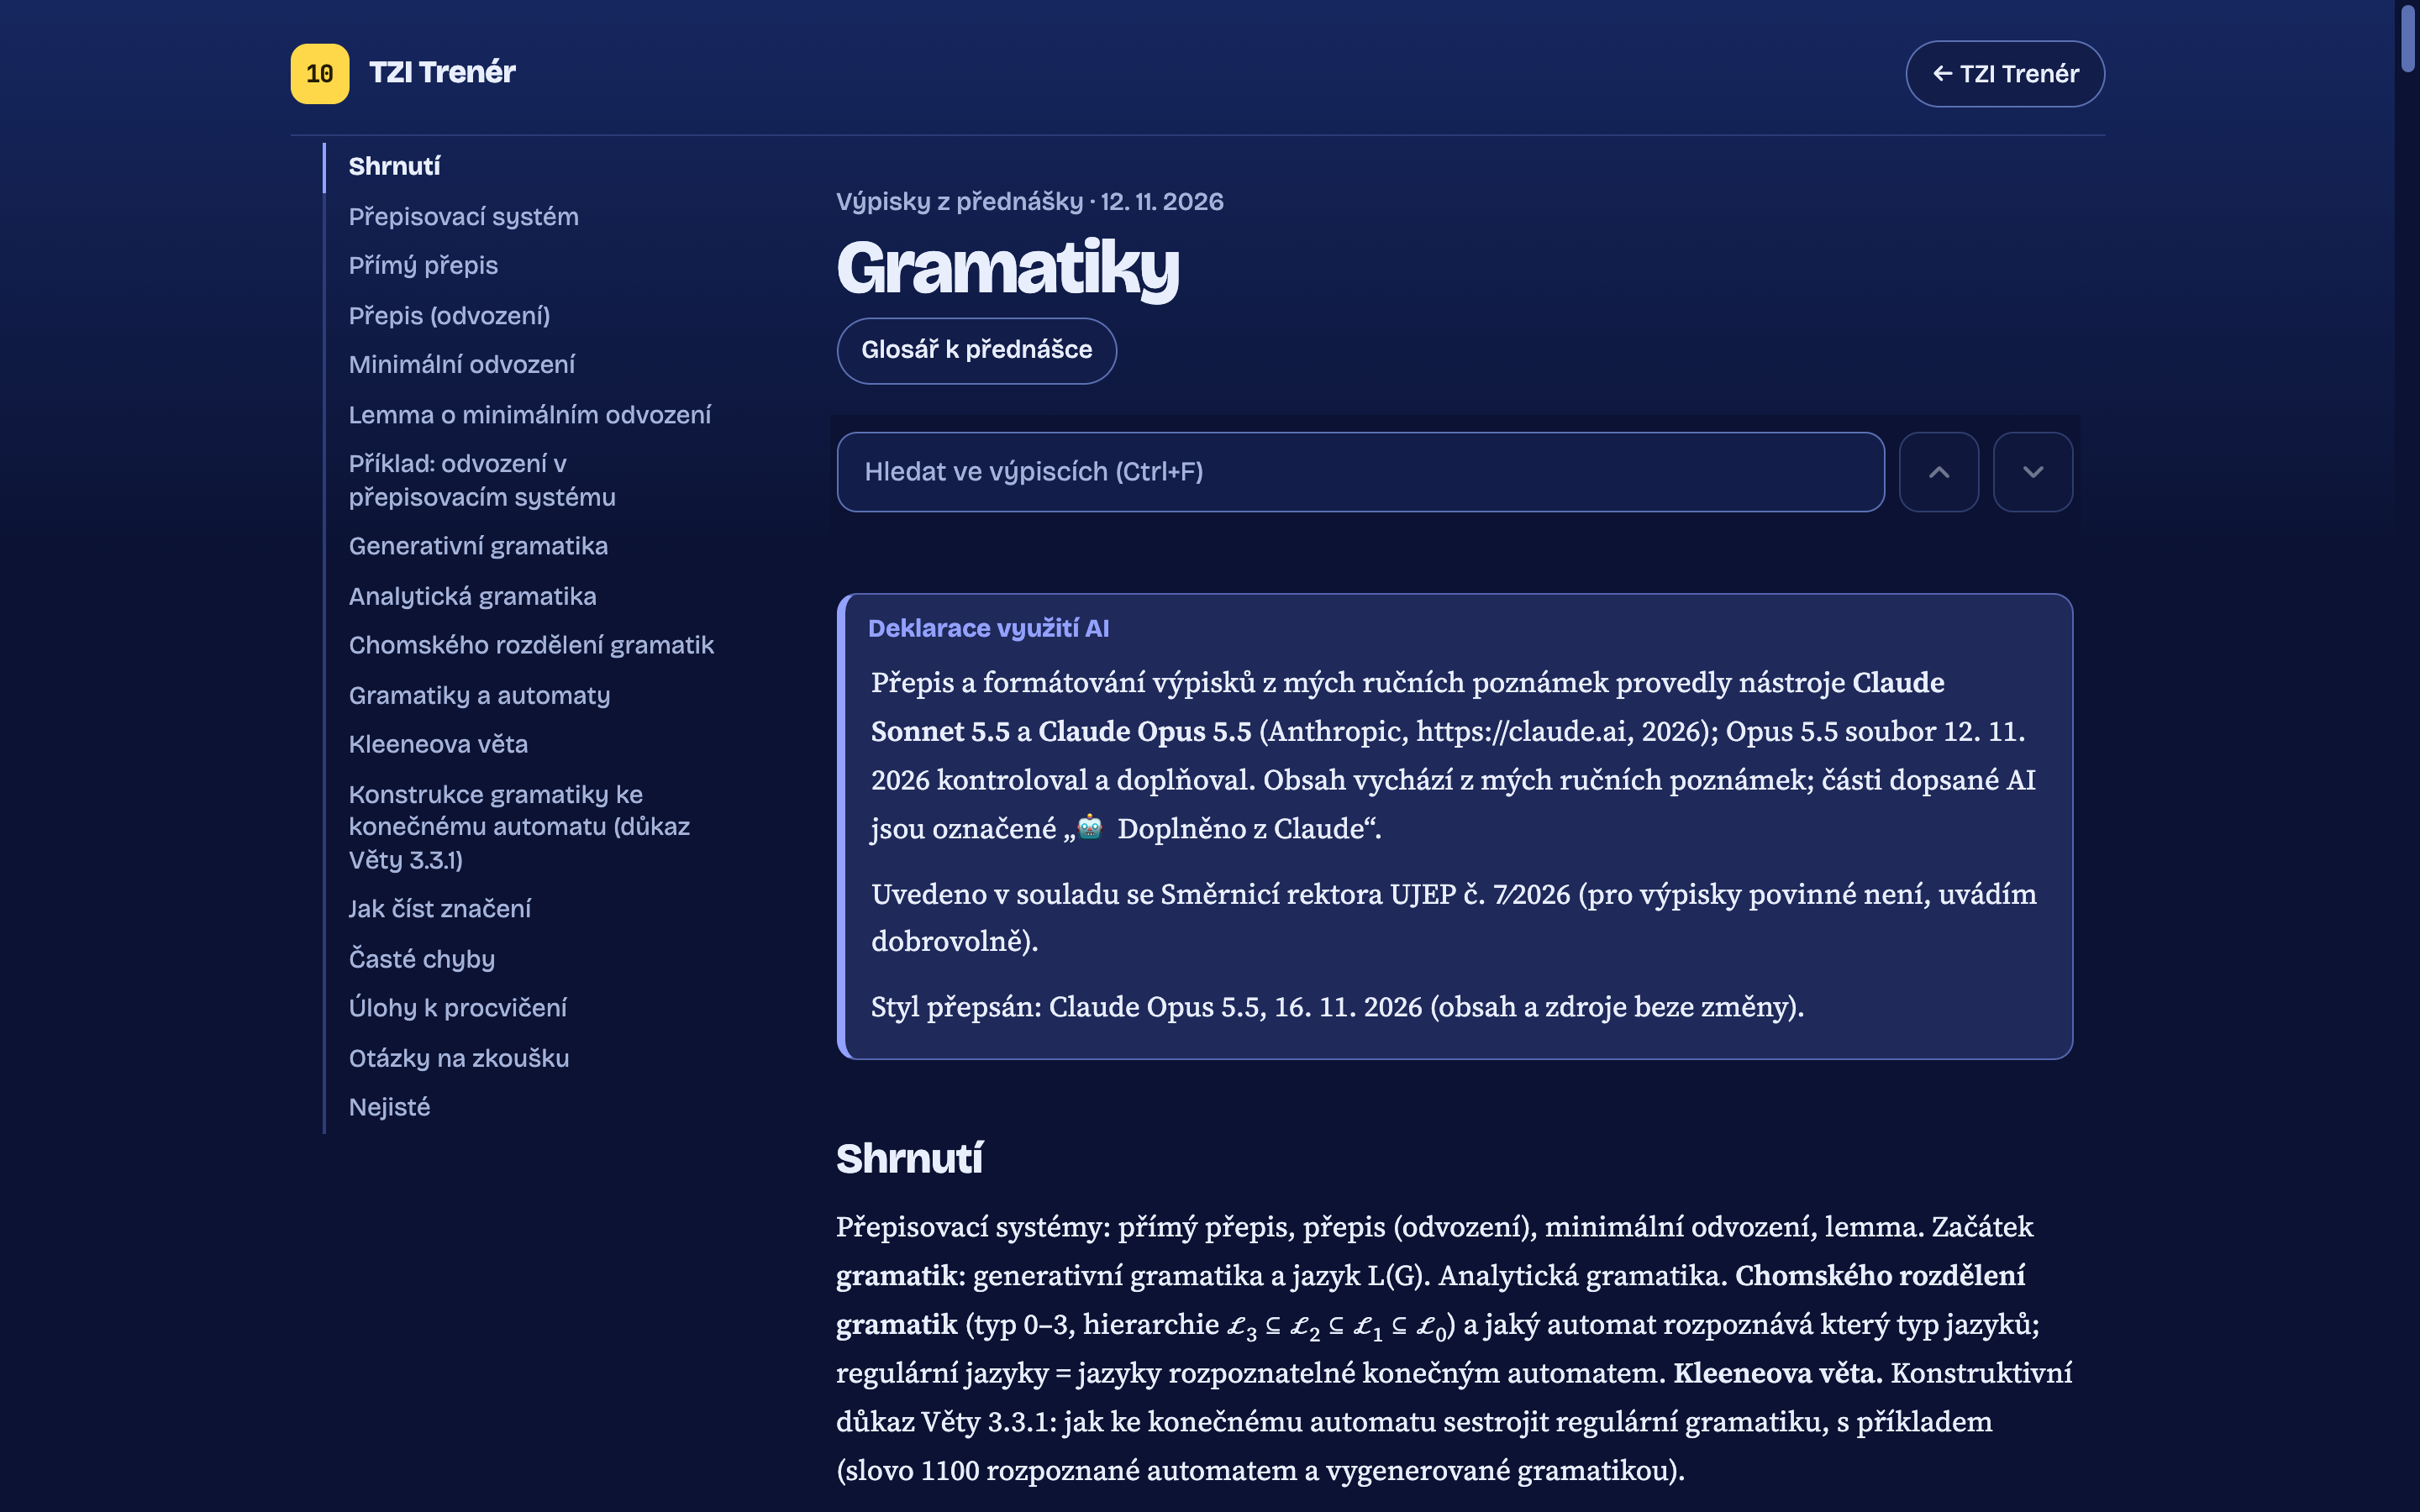 10 TZI Trenér
← TZI Trenér
Shrnutí
Přepisovací systém
Přímý přepis
Přepis (odvození)
Minimální odvození
Lemma o minimálním odvození
Příklad: odvození v
přepisovacím systému
Generativní gramatika
Analytická gramatika
Chomského rozdělení gramatik
Gramatiky a automaty
Kleeneova věta
Konstrukce gramatiky ke
konečnému automatu (důkaz
Věty 3.3.1)
Jak číst značení
Časté chyby
Úlohy k procvičení
Otázky na zkoušku
Nejisté
Výpisky z přednášky · 12. 11. 2026
Gramatiky
Glosář k přednášce
Hledat ve výpiscích (Ctrl+F)
Deklarace využití AI
Přepis a formátování výpisků z mých ručních poznámek provedly nástroje Claude
Sonnet 5.5 a Claude Opus 5.5 (Anthropic, https://claude.ai, 2026); Opus 5.5 soubor 12. 11.
2026 kontroloval a doplňoval. Obsah vychází z mých ručních poznámek; části dopsané AI
jsou označené „🤖 Doplněno z Claude“.
Uvedeno v souladu se Směrnicí rektora UJEP č. 7/2026 (pro výpisky povinné není, uvádím
dobrovolně).
Styl přepsán: Claude Opus 5.5, 16. 11. 2026 (obsah a zdroje beze změny).
Shrnutí
Přepisovací systémy: přímý přepis, přepis (odvození), minimální odvození, lemma. Začátek
gramatik: generativní gramatika a jazyk L(G). Analytická gramatika. Chomského rozdělení
gramatik (typ 0–3, hierarchie ℒ₃ ⊆ ℒ₂ ⊆ ℒ₁ ⊆ ℒ₀) a jaký automat rozpoznává který typ jazyků;
regulární jazyky = jazyky rozpoznatelné konečným automatem. Kleeneova věta. Konstruktivní
důkaz Věty 3.3.1: jak ke konečnému automatu sestrojit regulární gramatiku, s příkladem
(slovo 1100 rozpoznané automatem a vygenerované gramatikou).